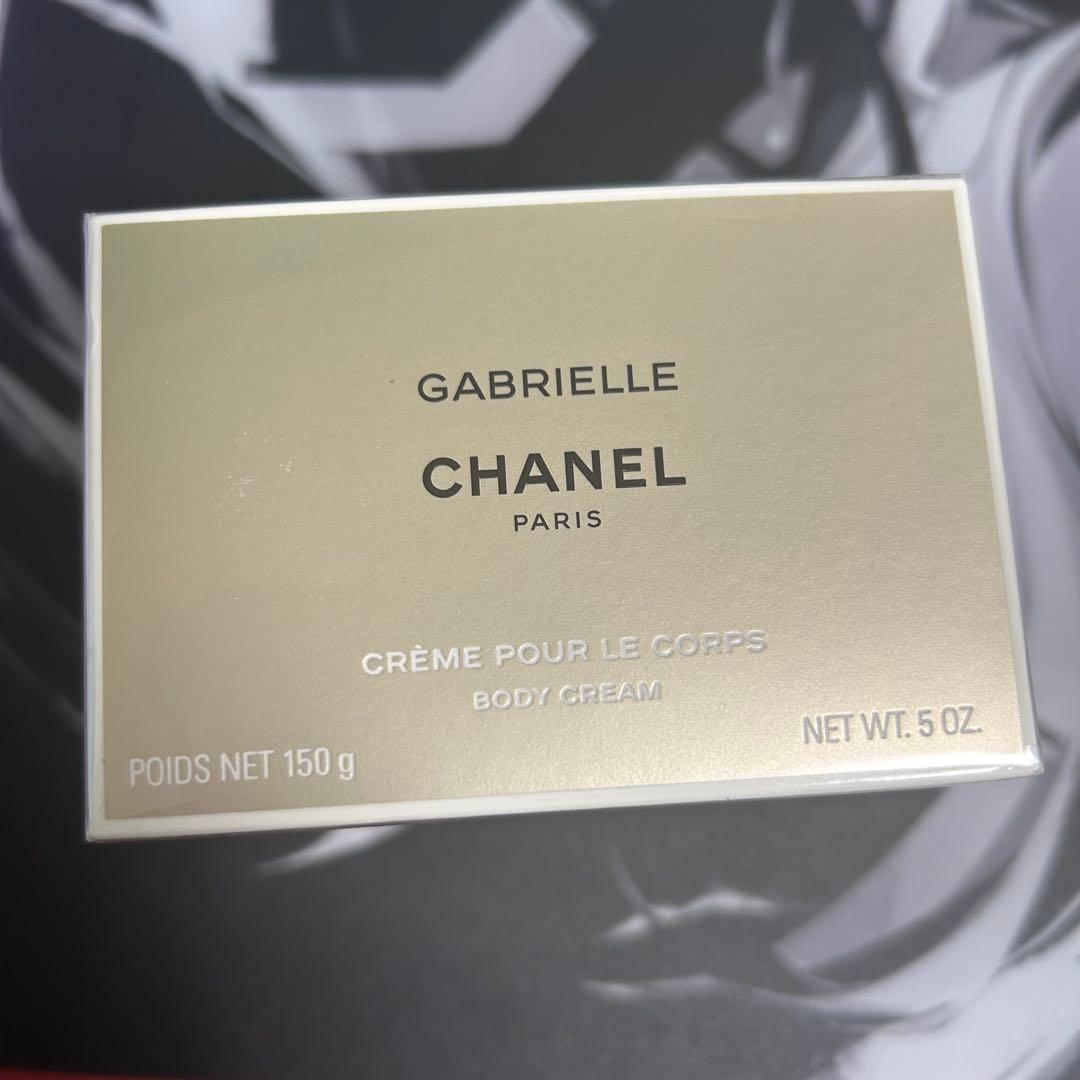 GABRIELLE
CHANEL
PARIS
CRÈME POUR LE CORPS
BODY CREAM
POIDS NET 150 g
NET WT. 5 OZ.